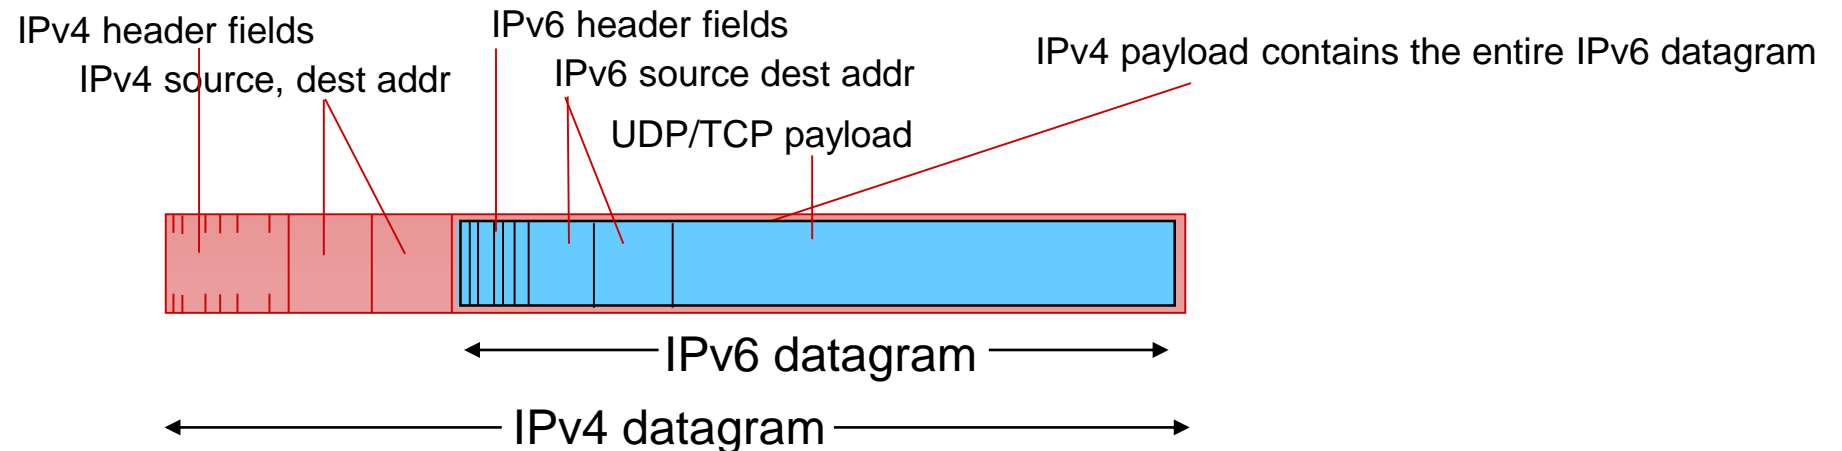 IPv4 header fields
IPv4 source, dest addr
IPv6 header fields
IPv6 source dest addr
UDP/TCP payload
IPv4 payload contains the entire IPv6 datagram
IPv6 datagram
IPv4 datagram